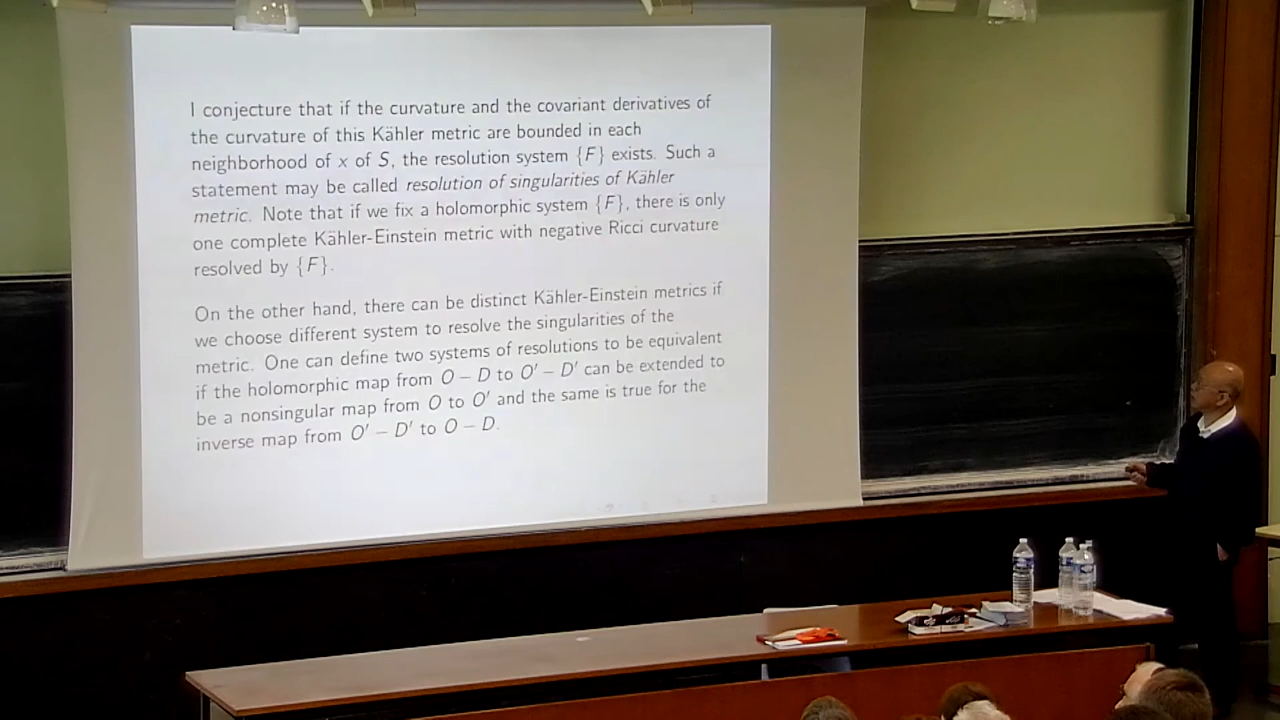 I conjecture that if the curvature and the covariant derivatives of
the curvature of this Kähler metric are bounded in each
neighborhood of x of S, the resolution system {F} exists. Such a
statement may be called resolution of singularities of Kähler
metric. Note that if we fix a holomorphic system {F}, there is only
one complete Kähler-Einstein metric with negative Ricci curvature
resolved by {F}.
On the other hand, there can be distinct Kähler-Einstein metrics if
we choose different system to resolve the singularities of the
metric. One can define two systems of resolutions to be equivalent
if the holomorphic map from O − D to O′ − D′ can be extended to
be a nonsingular map from O to O′ and the same is true for the
inverse map from O′ − D′ to O − D.